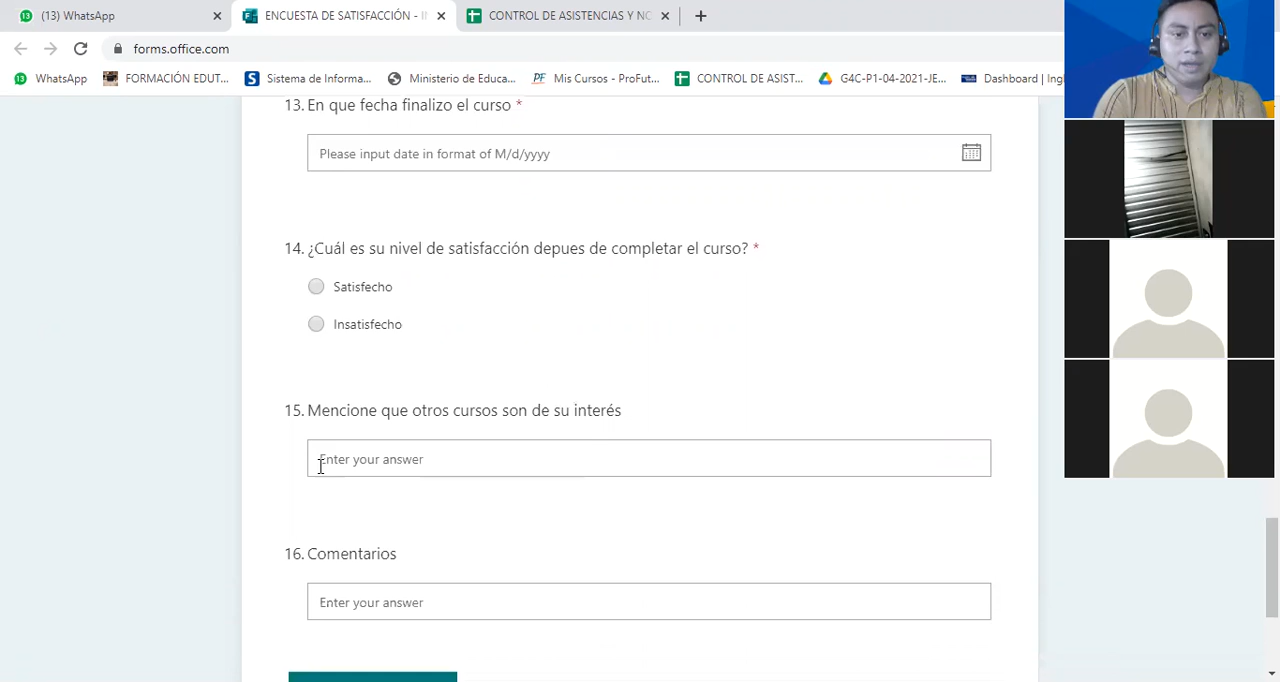 (13) WhatsApp
ENCUESTA DE SATISFACCIÓN - I
CONTROL DE ASISTENCIAS Y NO
forms.office.com
WhatsApp
FORMACIÓN EDUT...
Sistema de Informa...
Ministerio de Educa...
Mis Cursos - ProFut...
CONTROL DE ASIST...
G4C-P1-04-2021-JE...
Dashboard | Ingl
13. En que fecha finalizo el curso *
Please input date in format of M/d/yyyy
14. ¿Cuál es su nivel de satisfacción depues de completar el curso? *
Satisfecho
Insatisfecho
15. Mencione que otros cursos son de su interés
Enter your answer
16. Comentarios
Enter your answer